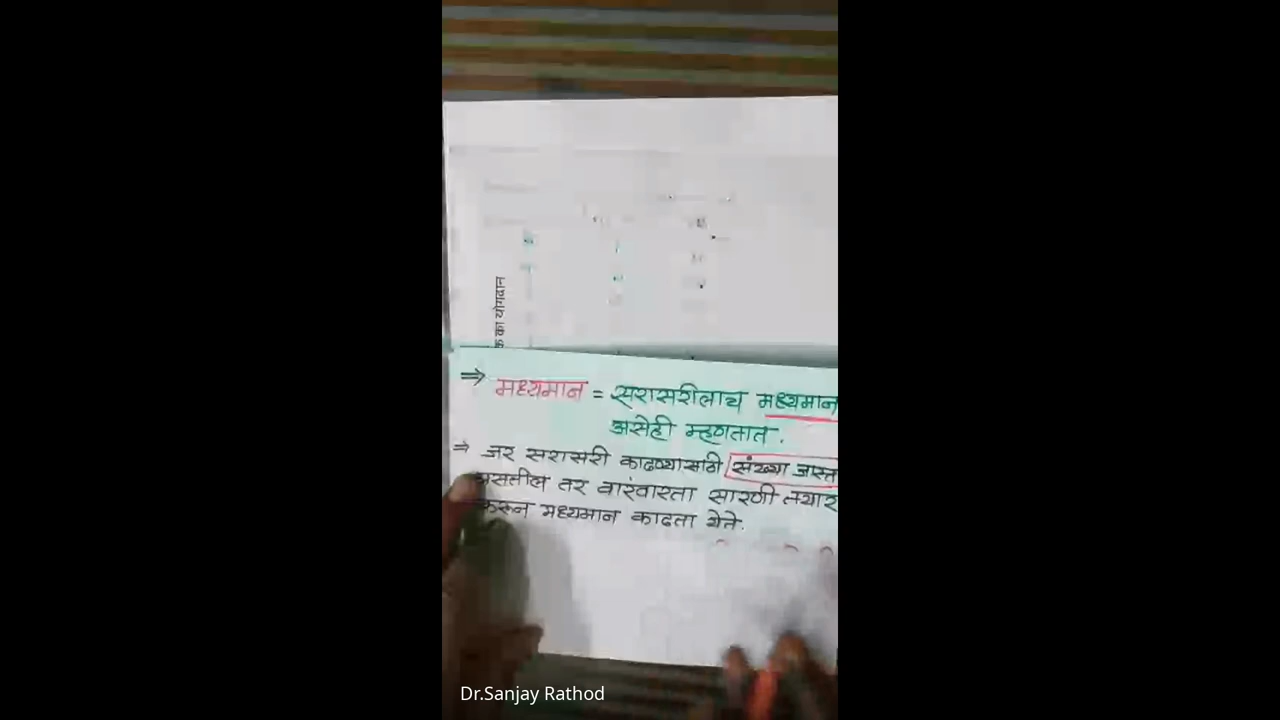 क का योगदान
⇒ मध्यमान = सरासरीलाच मध्यमान
असेही म्हणतात.
⇒ जर सरासरी काढण्यासाठी संख्या जास्त
असतील तर वारंवारता सारणी तयार
करून मध्यमान काढता येते.
Dr.Sanjay Rathod